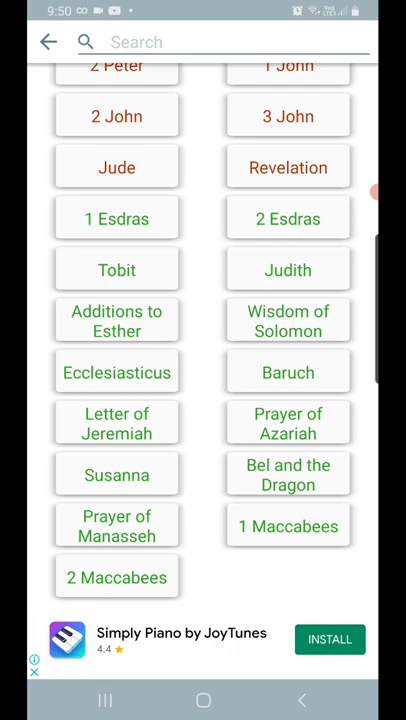 9:50
Search
2 Peter
1 John
2 John
3 John
Jude
Revelation
1 Esdras
2 Esdras
Tobit
Judith
Additions to
Esther
Wisdom of
Solomon
Ecclesiasticus
Baruch
Letter of
Jeremiah
Prayer of
Azariah
Susanna
Bel and the
Dragon
Prayer of
Manasseh
1 Maccabees
2 Maccabees
Simply Piano by JoyTunes
4.4 ★
INSTALL